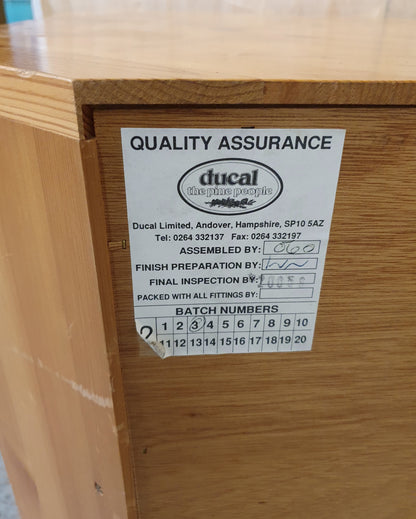 QUALITY ASSURANCE
ducal
the pine people
Ducal Limited, Andover, Hampshire, SP10 5AZ
Tel: 0264 332137 Fax: 0264 332197
ASSEMBLED BY: 060
FINISH PREPARATION BY:
FINAL INSPECTION BY:
PACKED WITH ALL FITTINGS BY:
BATCH NUMBERS
1 2 3 4 5 6 7 8 9 10
11 12 13 14 15 16 17 18 19 20